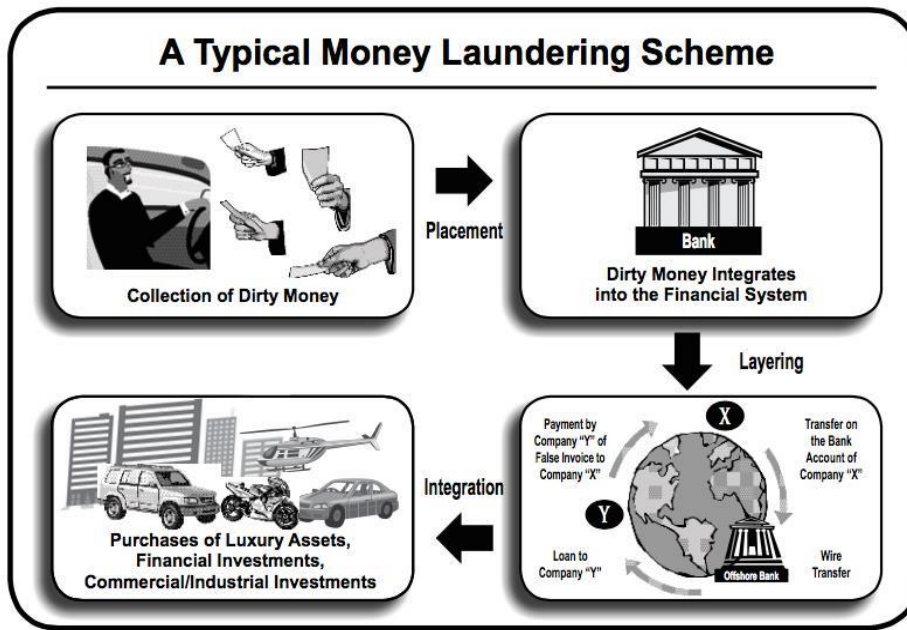 A Typical Money Laundering Scheme
Collection of Dirty Money
Placement
Bank
Dirty Money Integrates
into the Financial System
Layering
X
Payment by
Company "Y" of
False Invoice to
Company "X"
Transfer on
the Bank
Account of
Company "X"
Y
Loan to
Company "Y"
Offshore Bank
Wire
Transfer
Integration
Purchases of Luxury Assets,
Financial Investments,
Commercial/Industrial Investments